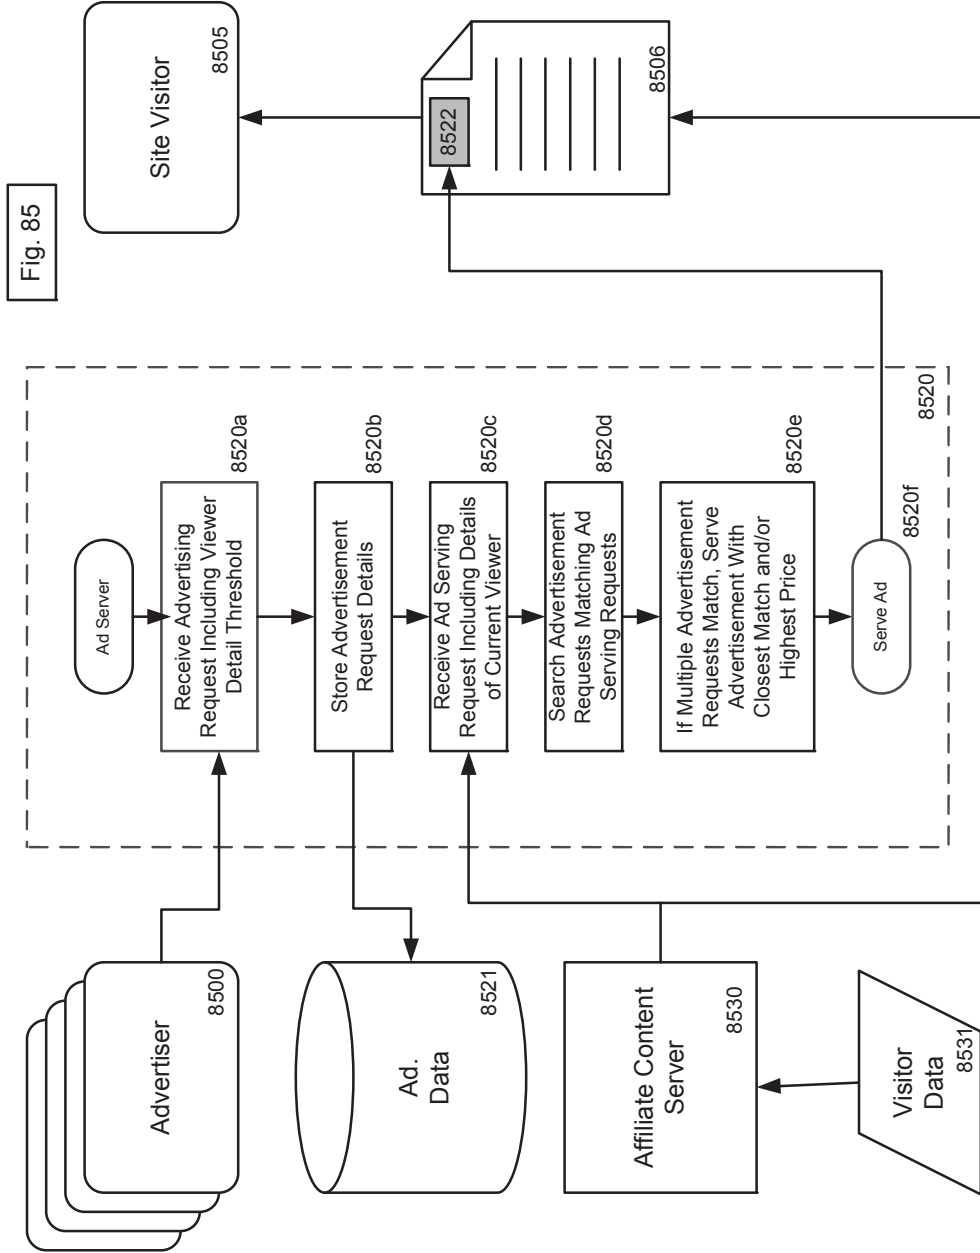 Fig. 85
Site Visitor
8505
8522
8506
Ad Server
Receive Advertising
Request Including Viewer
Detail Threshold
8520a
Store Advertisement
Request Details
8520b
Receive Ad Serving
Request Including Details
of Current Viewer
8520c
Search Advertisement
Requests Matching Ad
Serving Requests
8520d
If Multiple Advertisement
Requests Match, Serve
Advertisement With
Closest Match and/or
Highest Price
8520e
Serve Ad
8520f
8520
Advertiser
8500
Ad.
Data
8521
Affiliate Content
Server
8530
Visitor
Data
8531